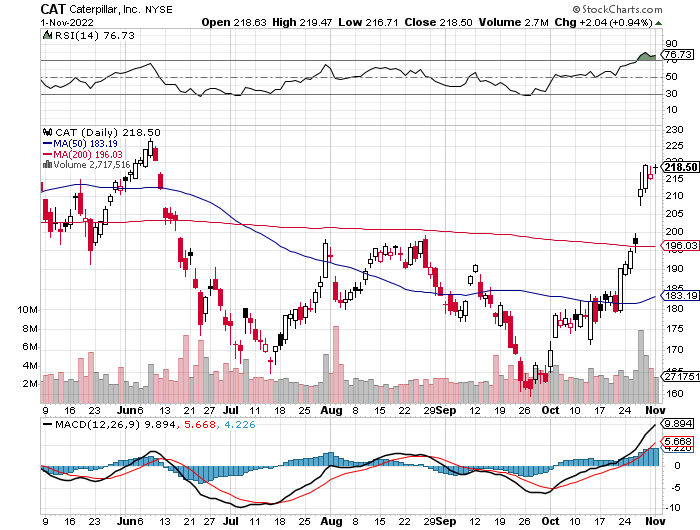 CAT Caterpillar, Inc. NYSE © StockCharts.com
1-Nov-2022 Open 218.63 High 219.47 Low 216.71 Close 218.50 Volume 2.7M Chg +2.04 (+0.94%)
RSI(14) 76.73
90
76.73
70
50
30
10
CAT (Daily) 218.50
MA(50) 183.19
MA(200) 196.03
Volume 2,717,516
230
225
220
218.50
215
210
205
200
196.03
190
185
183.19
180
175
170
165
160
10M
8M
6M
4M
2M
2717516
9 16 23 Jun 6 13 21 27 Jul 11 18 25 Aug 8 15 22 29 Sep 12 19 26 Oct 10 17 24 Nov
MACD(12,26,9) 9.894, 5.668, 4.226
9.894
5.668
4.226
0
-5
-10
9 16 23 Jun 6 13 21 27 Jul 11 18 25 Aug 8 15 22 29 Sep 12 19 26 Oct 10 17 24 Nov